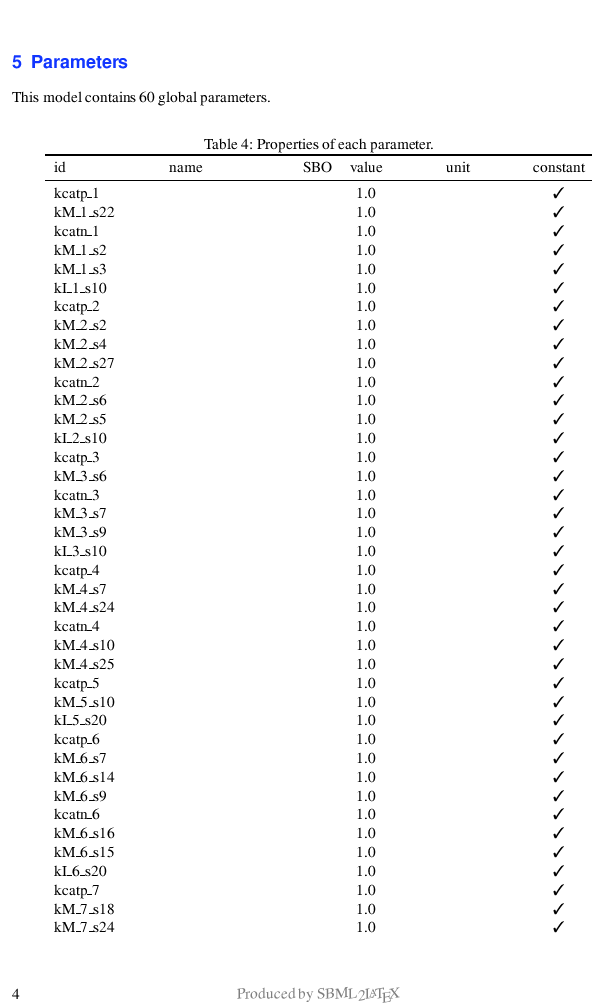 5 Parameters
This model contains 60 global parameters.
Table 4: Properties of each parameter.
id name SBO value unit constant
kcatp_1 1.0 ✓
kM_1_s22 1.0 ✓
kcatn_1 1.0 ✓
kM_1_s2 1.0 ✓
kM_1_s3 1.0 ✓
kI_1_s10 1.0 ✓
kcatp_2 1.0 ✓
kM_2_s2 1.0 ✓
kM_2_s4 1.0 ✓
kM_2_s27 1.0 ✓
kcatn_2 1.0 ✓
kM_2_s6 1.0 ✓
kM_2_s5 1.0 ✓
kI_2_s10 1.0 ✓
kcatp_3 1.0 ✓
kM_3_s6 1.0 ✓
kcatn_3 1.0 ✓
kM_3_s7 1.0 ✓
kM_3_s9 1.0 ✓
kI_3_s10 1.0 ✓
kcatp_4 1.0 ✓
kM_4_s7 1.0 ✓
kM_4_s24 1.0 ✓
kcatn_4 1.0 ✓
kM_4_s10 1.0 ✓
kM_4_s25 1.0 ✓
kcatp_5 1.0 ✓
kM_5_s10 1.0 ✓
kI_5_s20 1.0 ✓
kcatp_6 1.0 ✓
kM_6_s7 1.0 ✓
kM_6_s14 1.0 ✓
kM_6_s9 1.0 ✓
kcatn_6 1.0 ✓
kM_6_s16 1.0 ✓
kM_6_s15 1.0 ✓
kI_6_s20 1.0 ✓
kcatp_7 1.0 ✓
kM_7_s18 1.0 ✓
kM_7_s24 1.0 ✓
4 Produced by SBML2LATEX